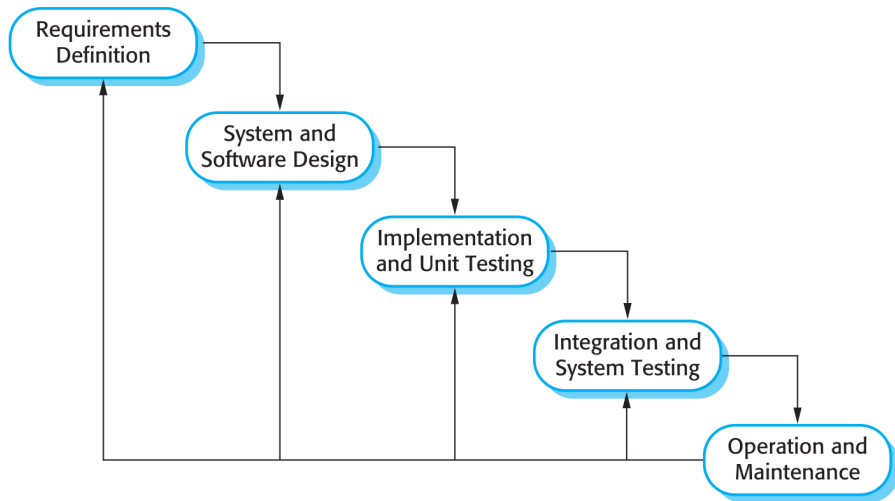 Requirements
Definition
System and
Software Design
Implementation
and Unit Testing
Integration and
System Testing
Operation and
Maintenance